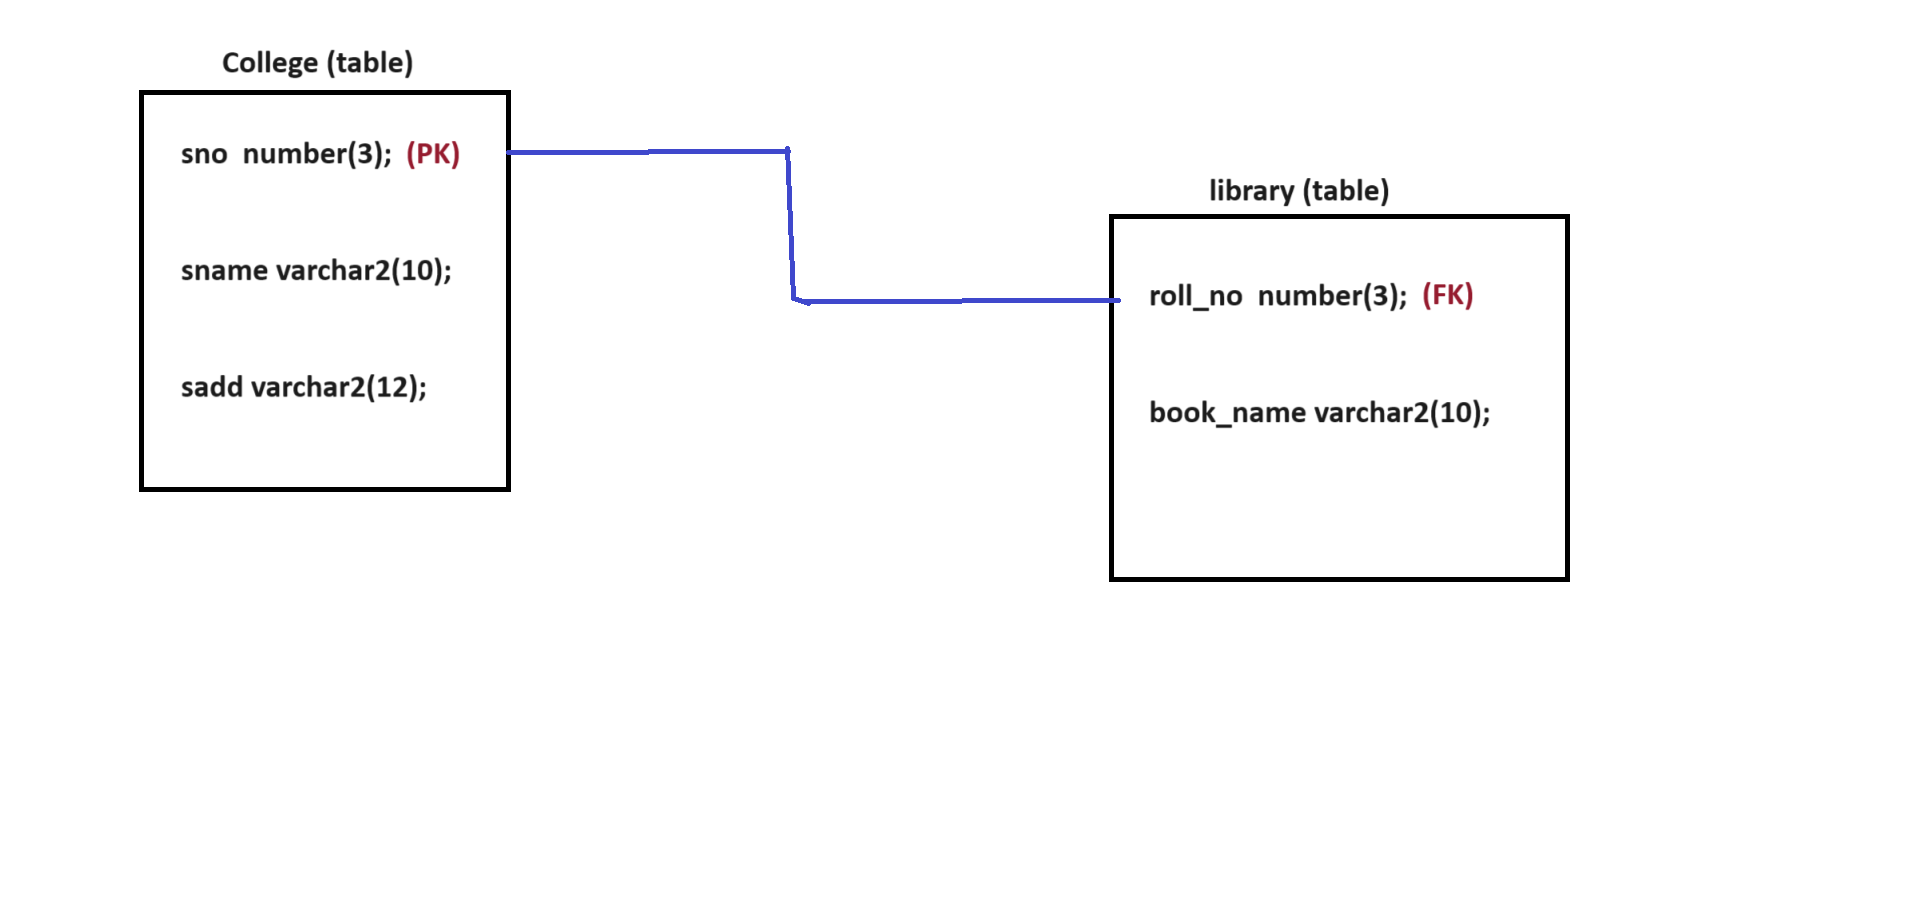 College (table)
sno number(3); (PK)
sname varchar2(10);
sadd varchar2(12);
library (table)
roll_no number(3); (FK)
book_name varchar2(10);